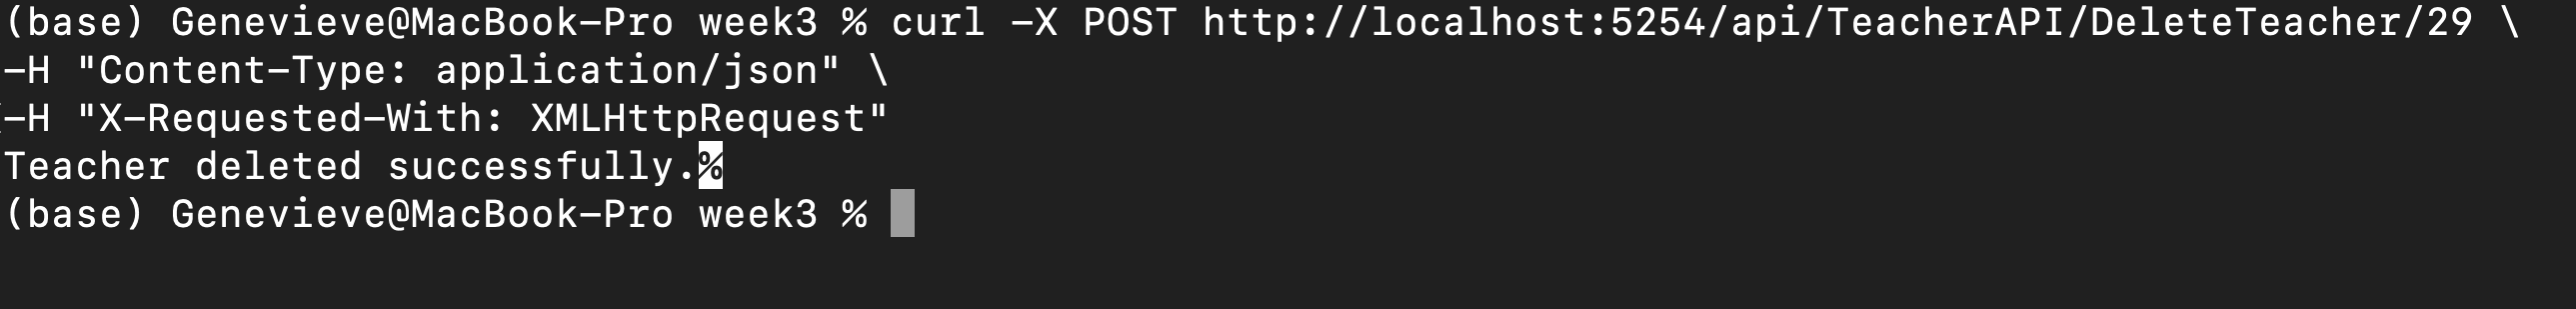 (base) Genevieve@MacBook-Pro week3 % curl -X POST http://localhost:5254/api/TeacherAPI/DeleteTeacher/29 \
-H "Content-Type: application/json" \
-H "X-Requested-With: XMLHttpRequest"
Teacher deleted successfully.%
(base) Genevieve@MacBook-Pro week3 %